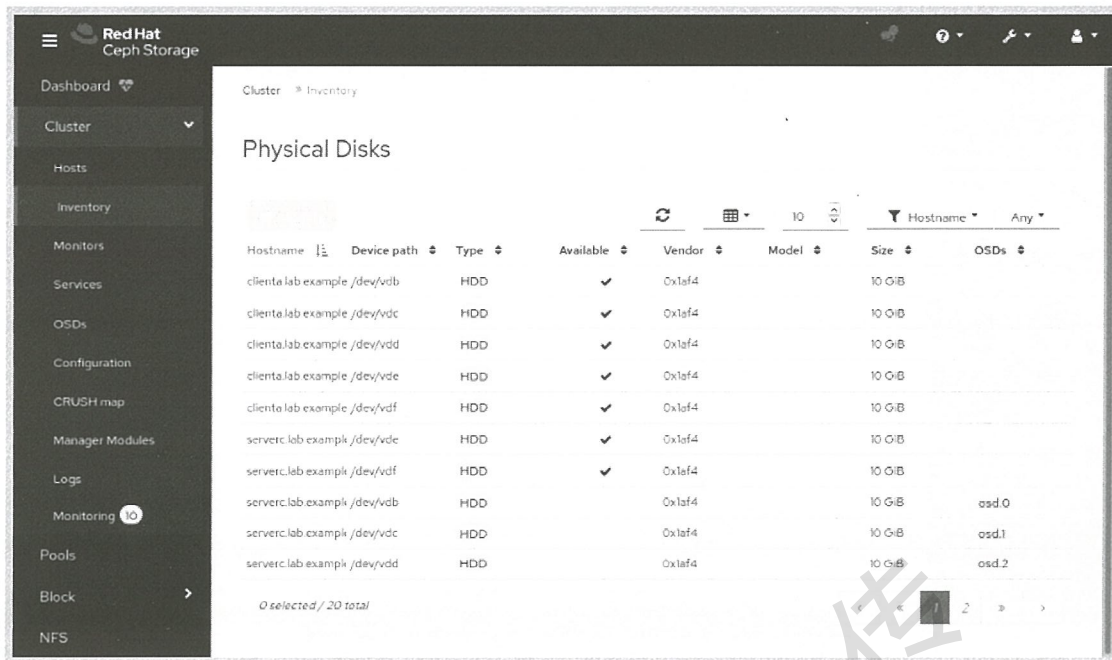 Red Hat
Ceph Storage
Dashboard
Cluster
Hosts
Inventory
Monitors
Services
OSDs
Configuration
CRUSH map
Manager Modules
Logs
Monitoring 10
Pools
Block
NFS
Cluster » Inventory
Physical Disks
10 Hostname Any
Hostname Device path Type Available Vendor Model Size OSDs
clienta.lab.example /dev/vdb HDD ✔ 0x1af4 10 GiB
clienta.lab.example /dev/vdc HDD ✔ 0x1af4 10 GiB
clienta.lab.example /dev/vdd HDD ✔ 0x1af4 10 GiB
clienta.lab.example /dev/vde HDD ✔ 0x1af4 10 GiB
clienta.lab.example /dev/vdf HDD ✔ 0x1af4 10 GiB
serverc.lab.exampl /dev/vde HDD ✔ 0x1af4 10 GiB
serverc.lab.exampl /dev/vdf HDD ✔ 0x1af4 10 GiB
serverc.lab.exampl /dev/vdb HDD 0x1af4 10 GiB osd.0
serverc.lab.exampl /dev/vdc HDD 0x1af4 10 GiB osd.1
serverc.lab.exampl /dev/vdd HDD 0x1af4 10 GiB osd.2
0 selected / 20 total
‹ « 1 2 » ›
传